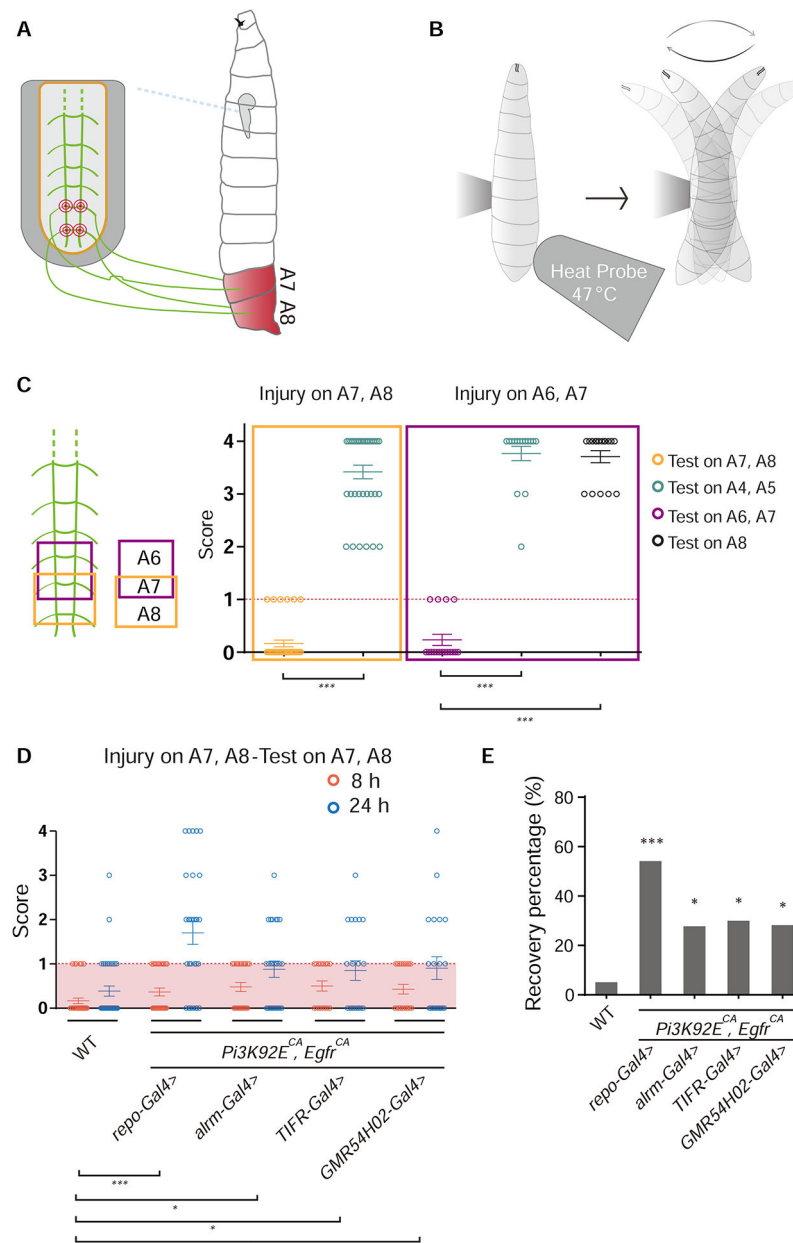 A
A7
A8
B
Heat Probe
47 °C
C
Injury on A7, A8
Injury on A6, A7
A6
A7
A8
Score
4
3
2
1
0
***
***
***
Test on A7, A8
Test on A4, A5
Test on A6, A7
Test on A8
D
Injury on A7, A8-Test on A7, A8
8 h
24 h
Score
4
3
2
1
0
WT
Pi3K92E^CA, Egfr^CA
repo-Gal4>
alrm-Gal4>
TIFR-Gal4>
GMR54H02-Gal4>
***
*
*
*
E
Recovery percentage (%)
80
60
40
20
0
***
*
*
*
WT
Pi3K92E^CA, Egfr^CA
repo-Gal4>
alrm-Gal4>
TIFR-Gal4>
GMR54H02-Gal4>